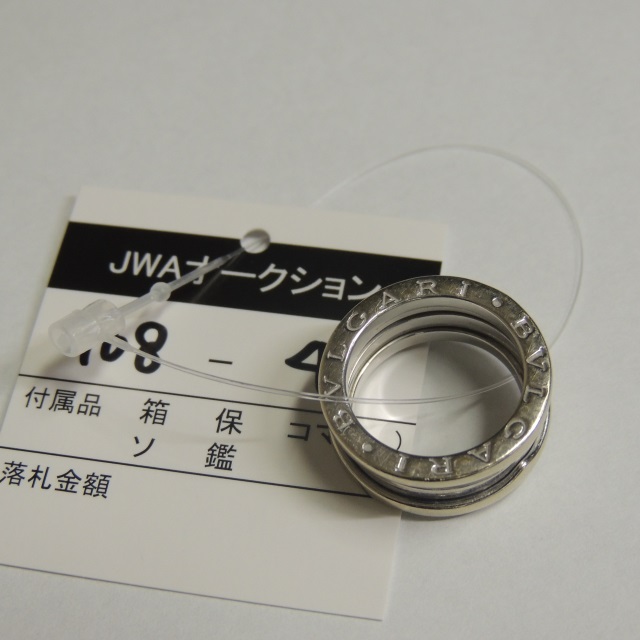 JWAオークション
108 -
付属品 箱 保 コマ )
ソ 鑑
落札金額
BVLGARI • BVLGARI •